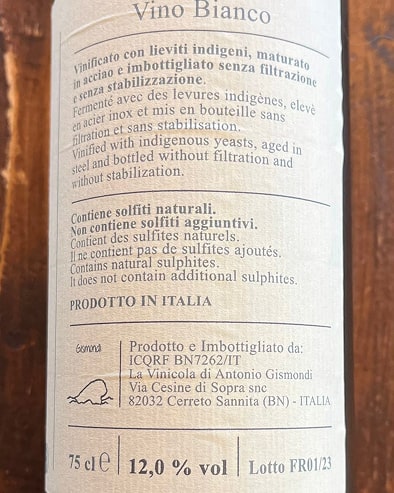 Vino Bianco
Vinificato con lieviti indigeni, maturato
in acciao e imbottigliato senza filtrazione
e senza stabilizzazione.
Fermenté avec des levures indigènes, elevè
en acier inox et mis en bouteille sans
filtration et sans stabilisation.
Vinified with indigenous yeasts, aged in
steel and bottled without filtration and
without stabilization.
Contiene solfiti naturali.
Non contiene solfiti aggiuntivi.
Contient des sulfites naturels.
Il ne contient pas de sulfites ajoutés.
Contains natural sulphites.
It does not contain additional sulphites.
PRODOTTO IN ITALIA
Gismondi
Prodotto e Imbottigliato da:
ICQRF BN7262/IT
La Vinicola di Antonio Gismondi
Via Cesine di Sopra snc
82032 Cerreto Sannita (BN) - ITALIA
75 cl e 12,0 % vol Lotto FR01/23